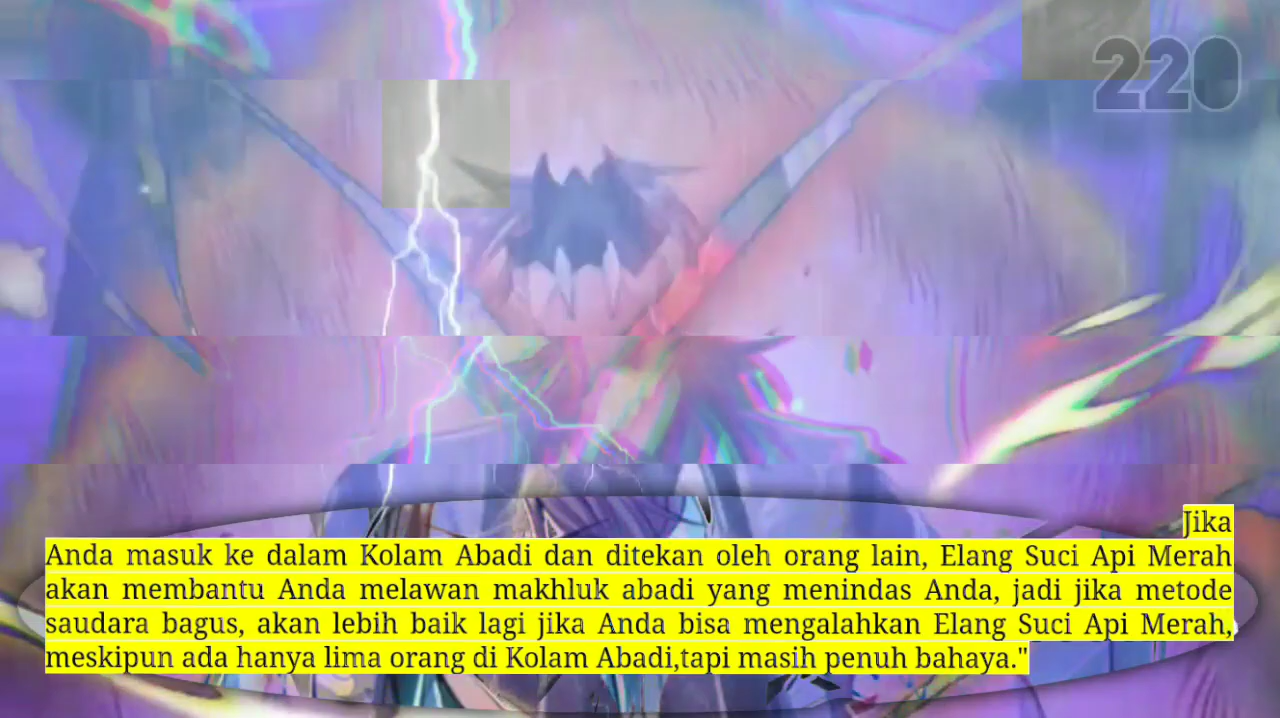 220
Jika
Anda masuk ke dalam Kolam Abadi dan ditekan oleh orang lain, Elang Suci Api Merah
akan membantu Anda melawan makhluk abadi yang menindas Anda, jadi jika metode
saudara bagus, akan lebih baik lagi jika Anda bisa mengalahkan Elang Suci Api Merah,
meskipun ada hanya lima orang di Kolam Abadi,tapi masih penuh bahaya."